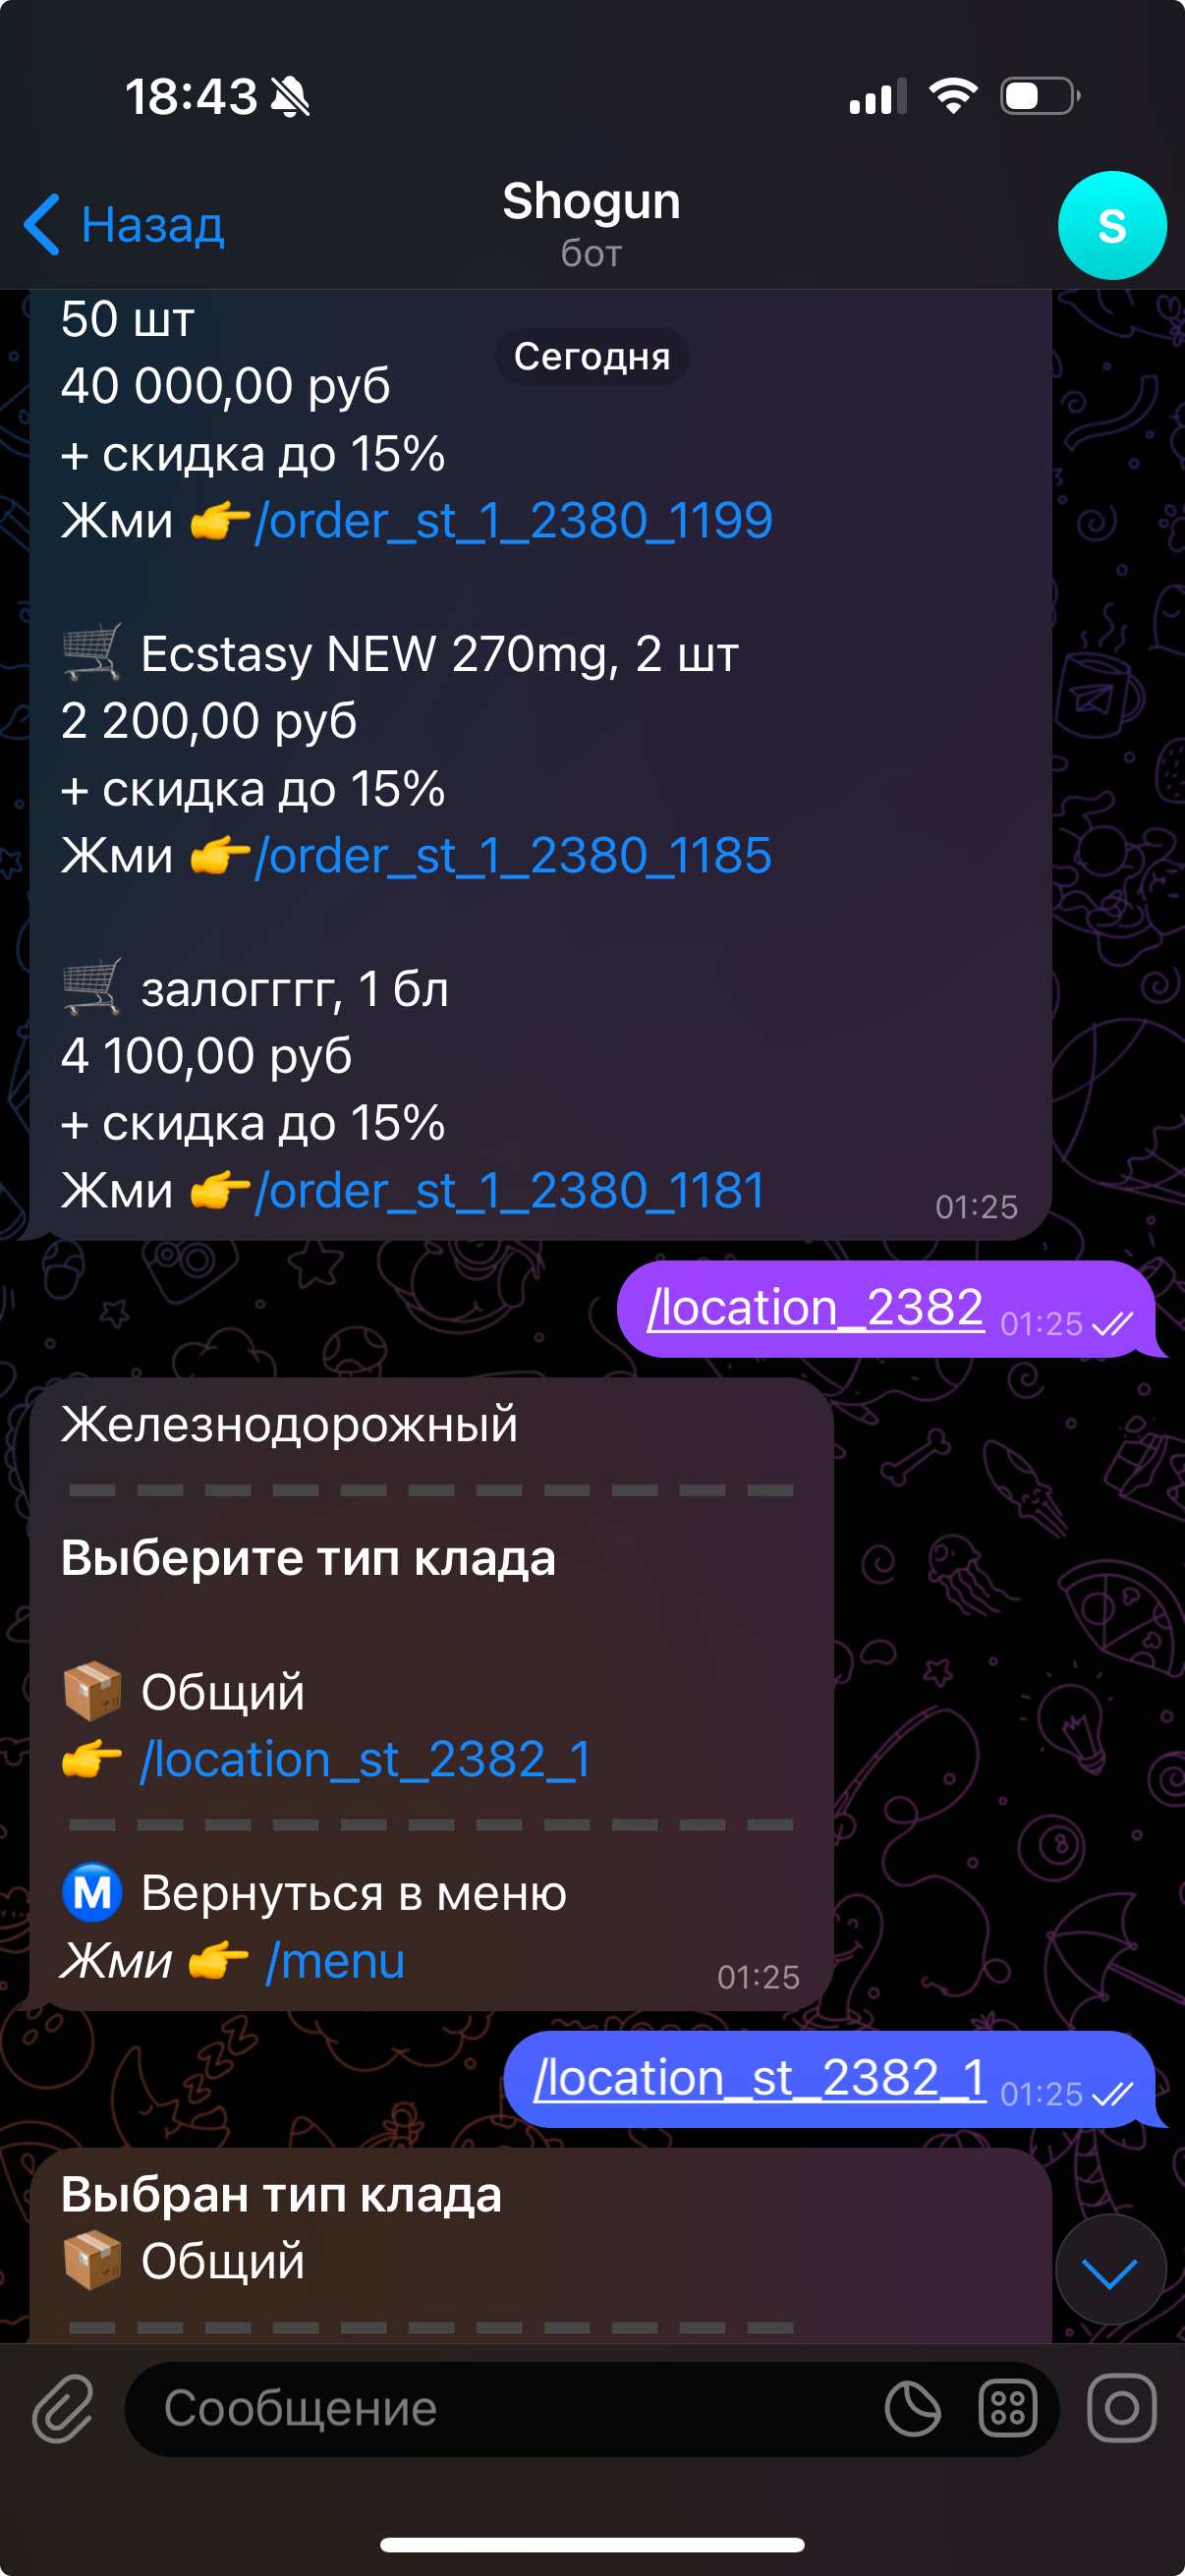 18:43
Назад
Shogun
бот
S
50 шт
Сегодня
40 000,00 руб
+ скидка до 15%
Жми 👉/order_st_1_2380_1199
🛒 Ecstasy NEW 270mg, 2 шт
2 200,00 руб
+ скидка до 15%
Жми 👉/order_st_1_2380_1185
🛒 залогггг, 1 бл
4 100,00 руб
+ скидка до 15%
Жми 👉/order_st_1_2380_1181
01:25
/location_2382 01:25
Железнодорожный
Выберите тип клада
📦 Общий
👉 /location_st_2382_1
Ⓜ️ Вернуться в меню
Жми 👉 /menu
01:25
/location_st_2382_1 01:25
Выбран тип клада
📦 Общий
Сообщение